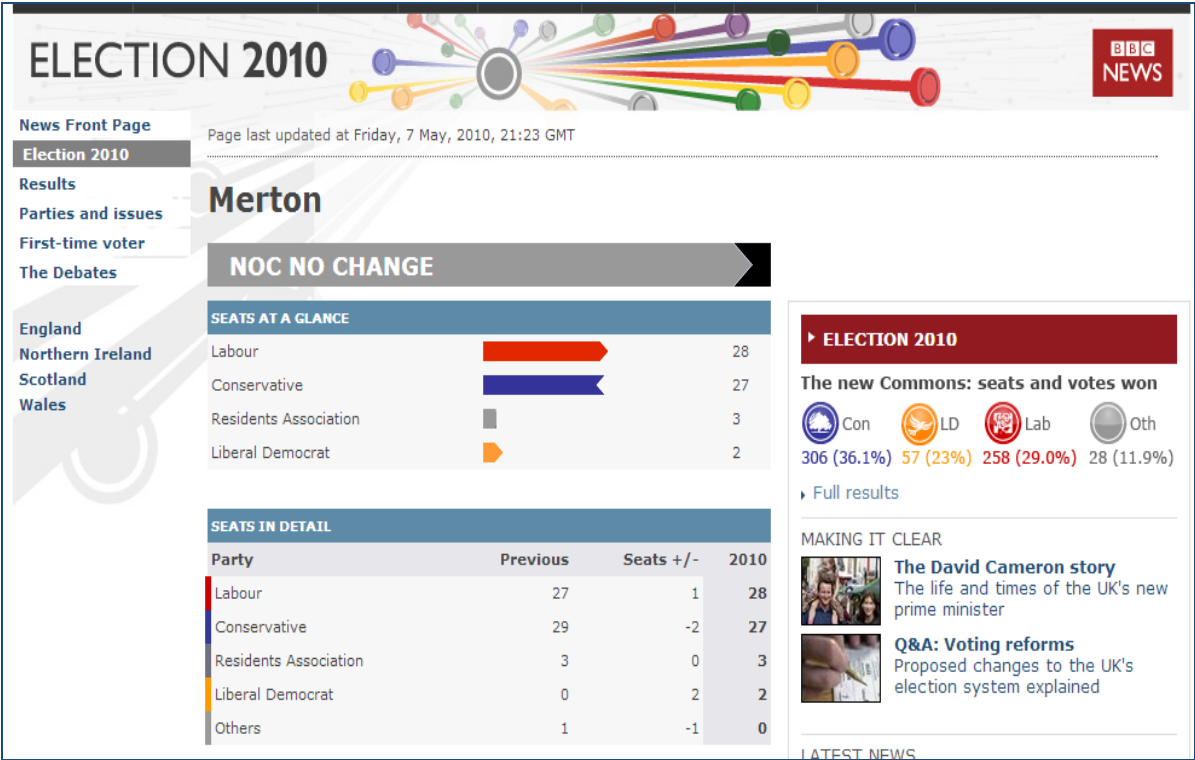 ELECTION 2010
BBC
NEWS
News Front Page
Election 2010
Results
Parties and issues
First-time voter
The Debates
England
Northern Ireland
Scotland
Wales
Page last updated at Friday, 7 May, 2010, 21:23 GMT
Merton
NOC NO CHANGE
SEATS AT A GLANCE
Labour 28
Conservative 27
Residents Association 3
Liberal Democrat 2
SEATS IN DETAIL
Party Previous Seats +/- 2010
Labour 27 1 28
Conservative 29 -2 27
Residents Association 3 0 3
Liberal Democrat 0 2 2
Others 1 -1 0
ELECTION 2010
The new Commons: seats and votes won
Con LD Lab Oth
306 (36.1%) 57 (23%) 258 (29.0%) 28 (11.9%)
Full results
MAKING IT CLEAR
The David Cameron story
The life and times of the UK's new
prime minister
Q&A: Voting reforms
Proposed changes to the UK's
election system explained
LATEST NEWS